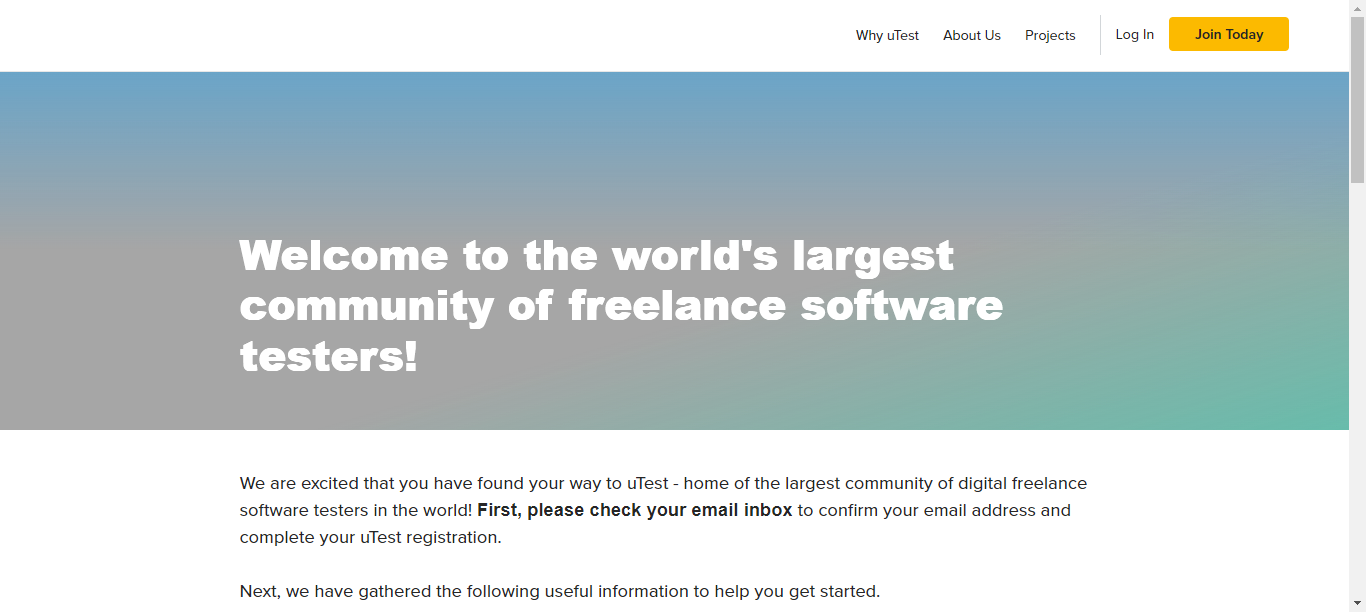 Why uTest About Us Projects Log In Join Today
Welcome to the world's largest
community of freelance software
testers!
We are excited that you have found your way to uTest - home of the largest community of digital freelance
software testers in the world! First, please check your email inbox to confirm your email address and
complete your uTest registration.
Next, we have gathered the following useful information to help you get started.